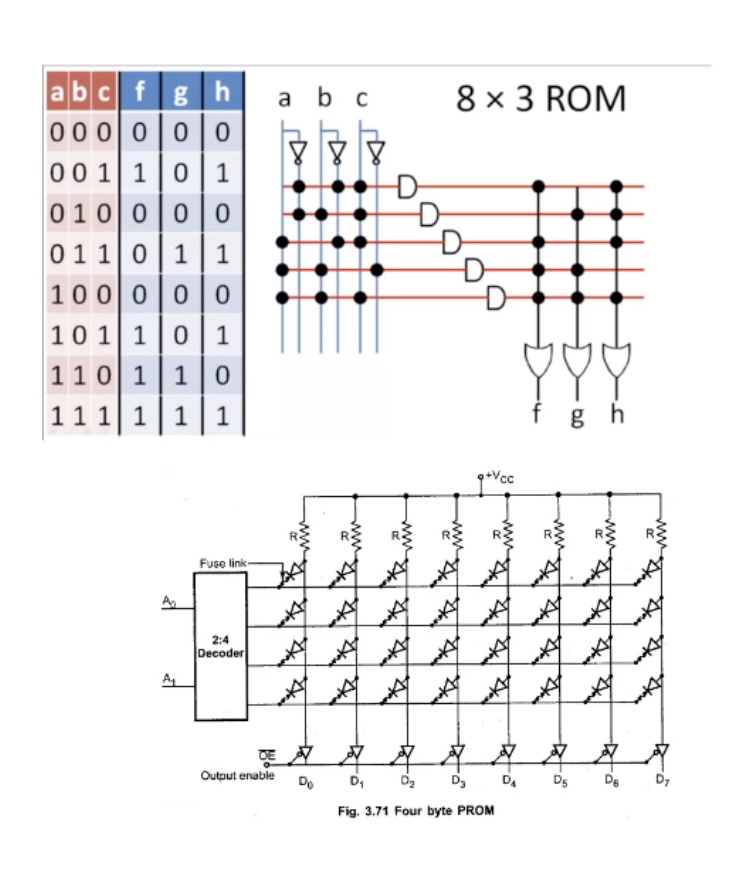 a b c f g h
0 0 0 0 0 0
0 0 1 1 0 1
0 1 0 0 0 0
0 1 1 0 1 1
1 0 0 0 0 0
1 0 1 1 0 1
1 1 0 1 1 0
1 1 1 1 1 1
8 × 3 ROM
a b c
f g h
+VCC
R R R R R R R R
Fuse link
A0
2:4
Decoder
A1
OE
Output enable
D0 D1 D2 D3 D4 D5 D6 D7
Fig. 3.71 Four byte PROM